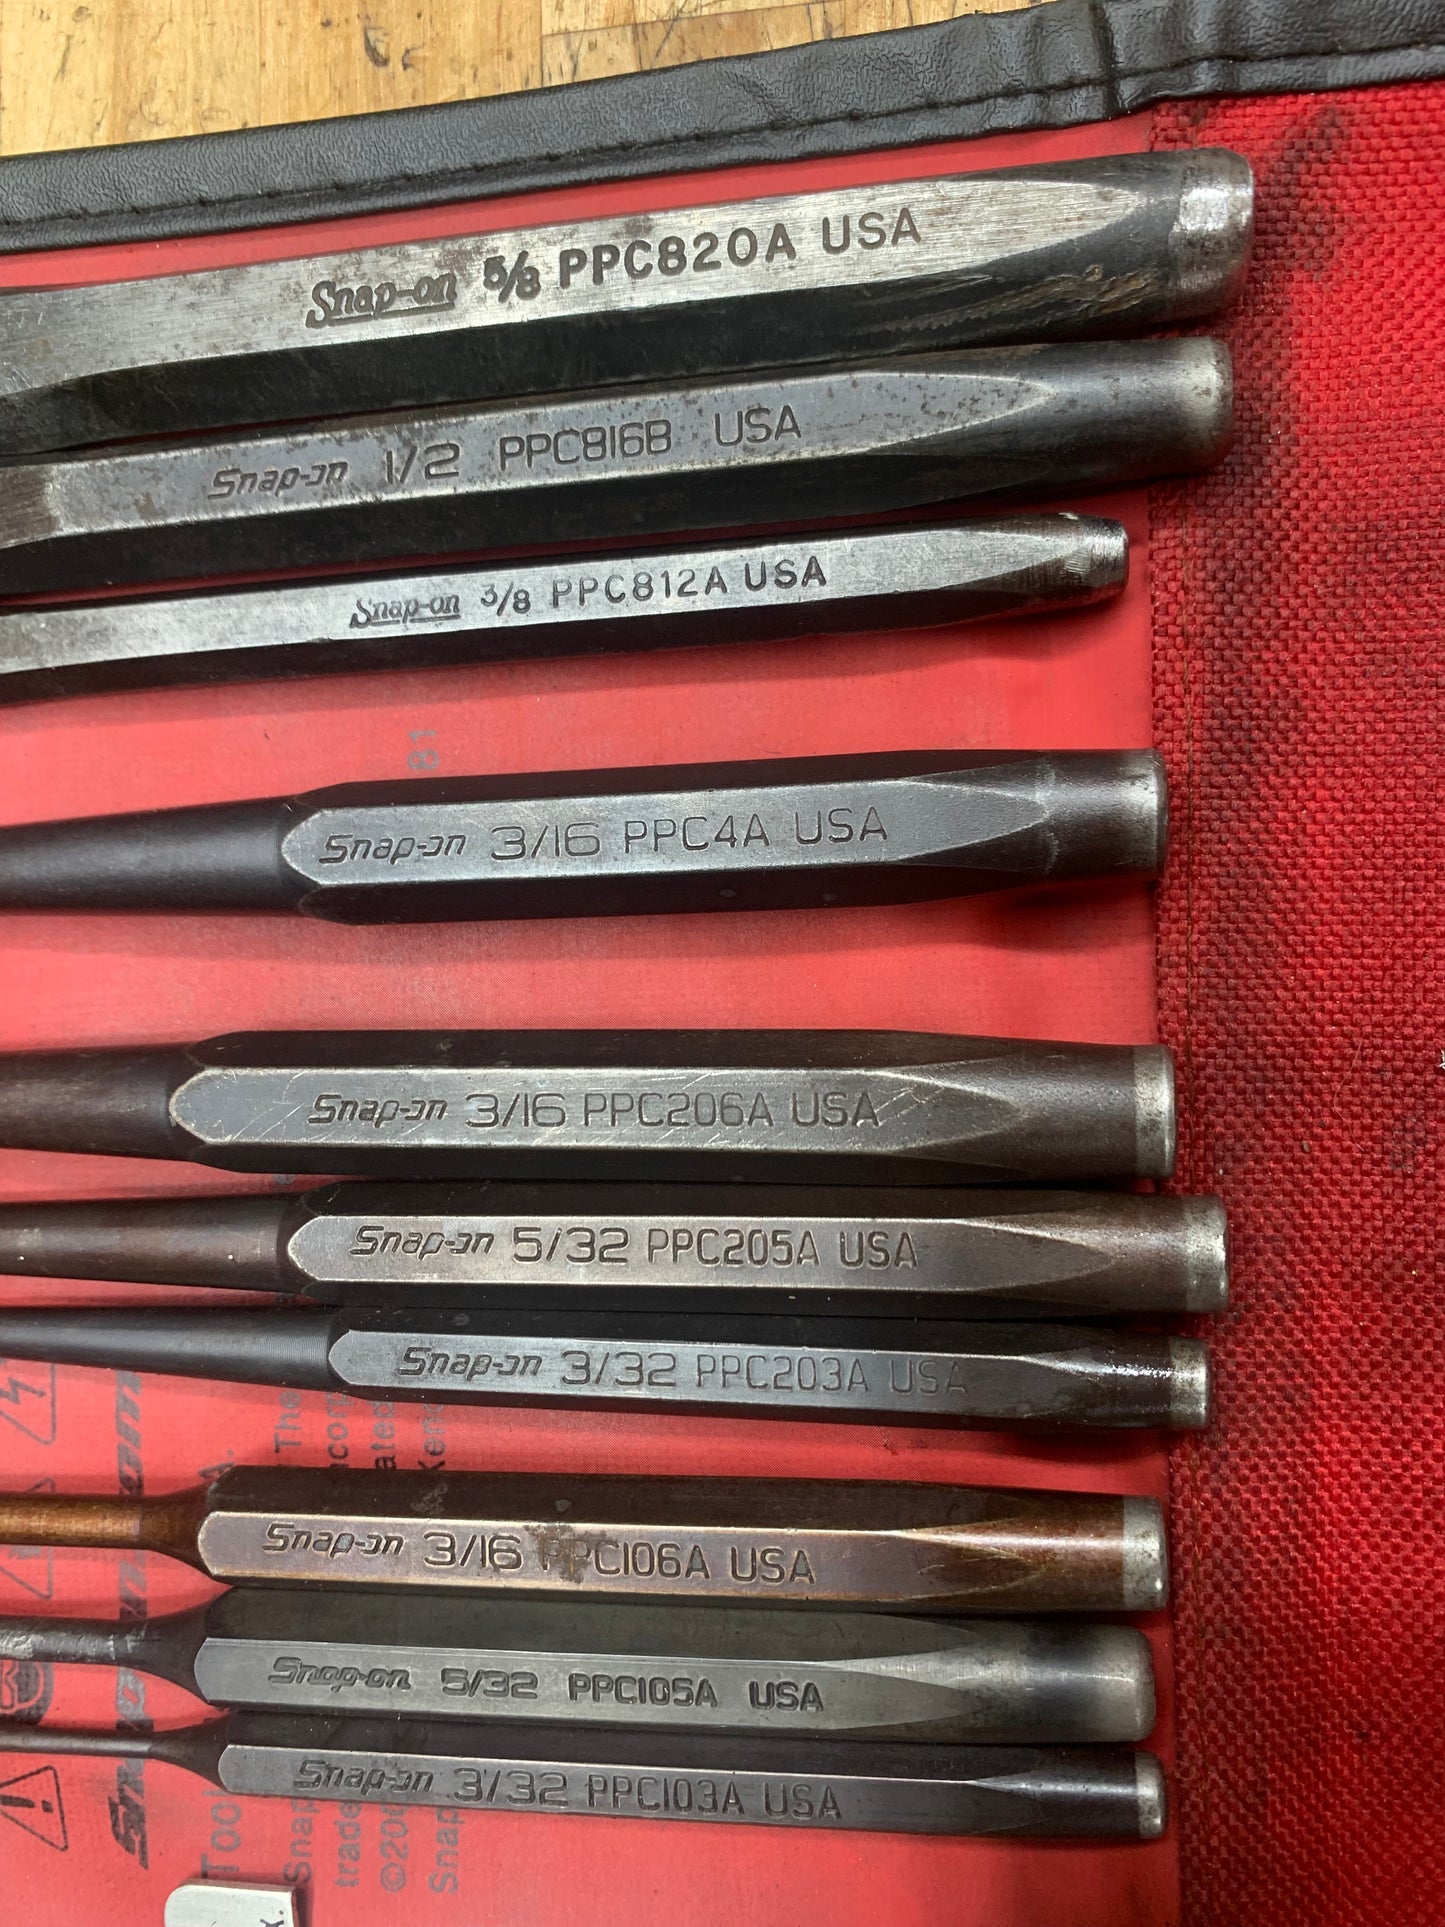 Snap-on 5/8 PPC820A USA
Snap-on 1/2 PPC816B USA
Snap-on 3/8 PPC812A USA
81
Snap-on 3/16 PPC4A USA
Snap-on 3/16 PPC206A USA
Snap-on 5/32 PPC205A USA
Snap-on 3/32 PPC203A USA
Snap-on 3/16 PPC106A USA
Snap-on 5/32 PPC105A USA
Snap-on 3/32 PPC103A USA
The